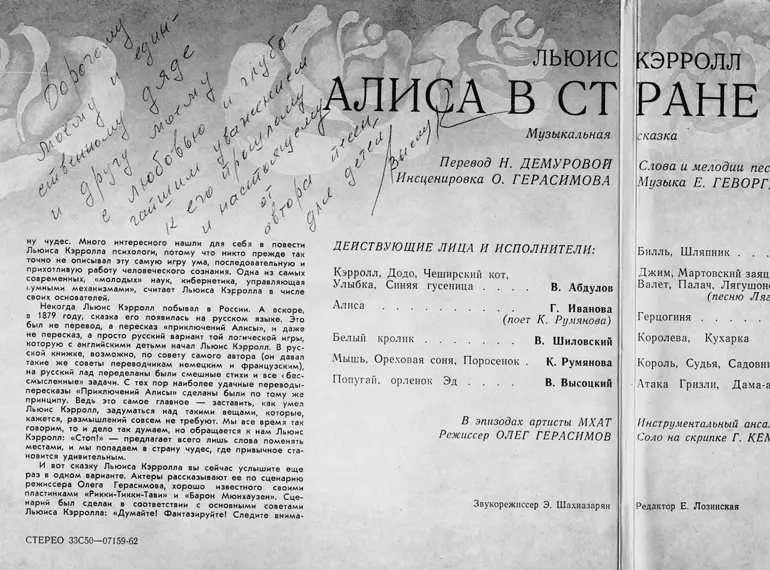 Дорогому
моему и един-
ственному дяде
и другу моему
с любовью и глубо-
чайшим уважением
к его прошлому
и настоящему
от
автора песен
для детей
ЛЬЮИС КЭРРОЛЛ
АЛИСА В СТРАНЕ
Музыкальная сказка
Перевод Н. ДЕМУРОВОЙ
Инсценировка О. ГЕРАСИМОВА
Слова и мелодии пес
Музыка Е. ГЕВОРГ
ну чудес. Много интересного нашли для себя в повести
Льюиса Кэрролла психологи, потому что никто прежде так
точно не описывал эту самую игру ума, последовательную и
прихотливую работу человеческого сознания. Одна из самых
современных, «молодых» наук, кибернетика, управляющая
«умными механизмами», считает Льюиса Кэрролла в числе
своих основателей.
Некогда Льюис Кэрролл побывал в России. А вскоре,
в 1879 году, сказка его появилась на русском языке. Это
был не перевод, а пересказ «приключений Алисы», и даже
не пересказ, а просто русский вариант той логической игры,
которую с английскими детьми начал Льюис Кэрролл. В рус-
ской книжке, возможно, по совету самого автора (он давал
такие же советы переводчикам немецким и французским),
на русский лад переделаны были смешные стихи и все «бес-
смысленные» задачи. С тех пор наиболее удачные переводы-
пересказы «Приключений Алисы» сделаны были по тому же
принципу. Ведь это самое главное — заставить, как умел
Льюис Кэрролл, задуматься над такими вещами, которые,
кажется, размышлений совсем не требуют. Мы все время так
говорим, то и дело так думаем, но обращается к нам Льюис
Кэрролл: «Стоп!» — предлагает всего лишь слова поменять
местами, и мы попадаем в страну чудес, где привычное ста-
новится удивительным.
И вот сказку Льюиса Кэрролла вы сейчас услышите еще
раз в одном варианте. Актеры рассказывают ее по сценарию
режиссера Олега Герасимова, хорошо известного своими
пластинками «Рикки-Тикки-Тави» и «Барон Мюнхаузен». Сце-
нарий был сделан в соответствии с основными советами
Льюиса Кэрролла: «Думайте! Фантазируйте! Следите внима-
СТЕРЕО 33С50—07159-62
ДЕЙСТВУЮЩИЕ ЛИЦА И ИСПОЛНИТЕЛИ:
Кэрролл, Додо, Чеширский кот,
Улыбка, Синяя гусеница . . . В. Абдулов
Алиса . . . . . . . . Г. Иванова
(поет К. Румянова)
Белый кролик . . . . . В. Шиловский
Мышь, Ореховая соня, Поросенок . К. Румянова
Попугай, орленок Эд . . . . В. Высоцкий
В эпизодах артисты МХАТ
Режиссер ОЛЕГ ГЕРАСИМОВ
Звукорежиссер Э. Шахназарян
Билль, Шляпник . .
Джим, Мартовский заяц
Валет, Палач, Лягушоно
(песню Ляг
Герцогиня . . . .
Королева, Кухарка
Король, Судья, Садовни
Атака Гризли, Дама-
Инструментальный анса
Соло на скрипке Г. КЕМ
Редактор Е. Лозинская